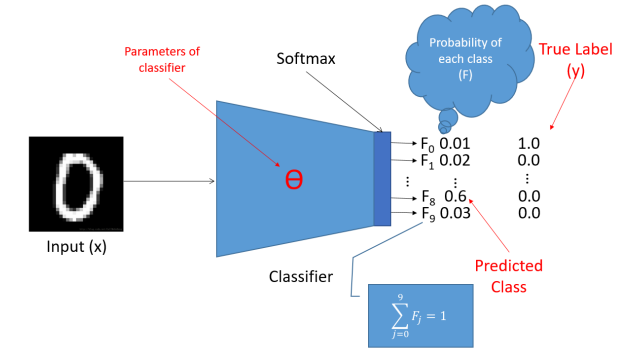 Parameters of
classifier
Softmax
Probability of
each class
(F)
True Label
(y)
Θ
F0 0.01 1.0
F1 0.02 0.0
⋮ ⋮ ⋮
F8 0.6 0.0
F9 0.03 0.0
Input (x)
Classifier
Predicted
Class
9
∑ Fj = 1
j=0